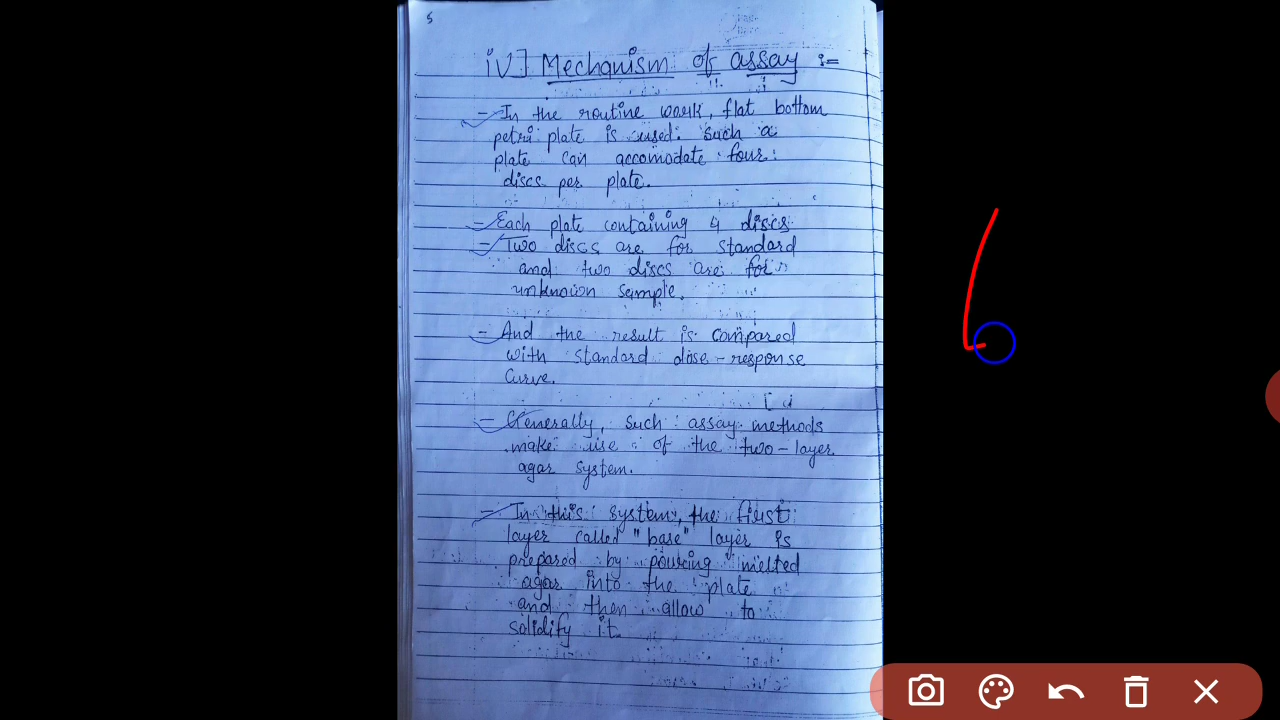 5
iv] Mechanism of assay :=
- In the routine work, flat bottom
petri plate is used. Such a
plate can accomodate four
discs per plate.
- Each plate containing 4 discs
- Two discs are for standard
and two discs are for
unknown sample.
- And the result is compared
with standard dose - response
Curve.
- Generally, such assay methods
make use of the two - layer
agar system.
- In this system, the first
layer called "base" layer is
prepared by pouring melted
agar into the plate
and then allow to
solidify it.